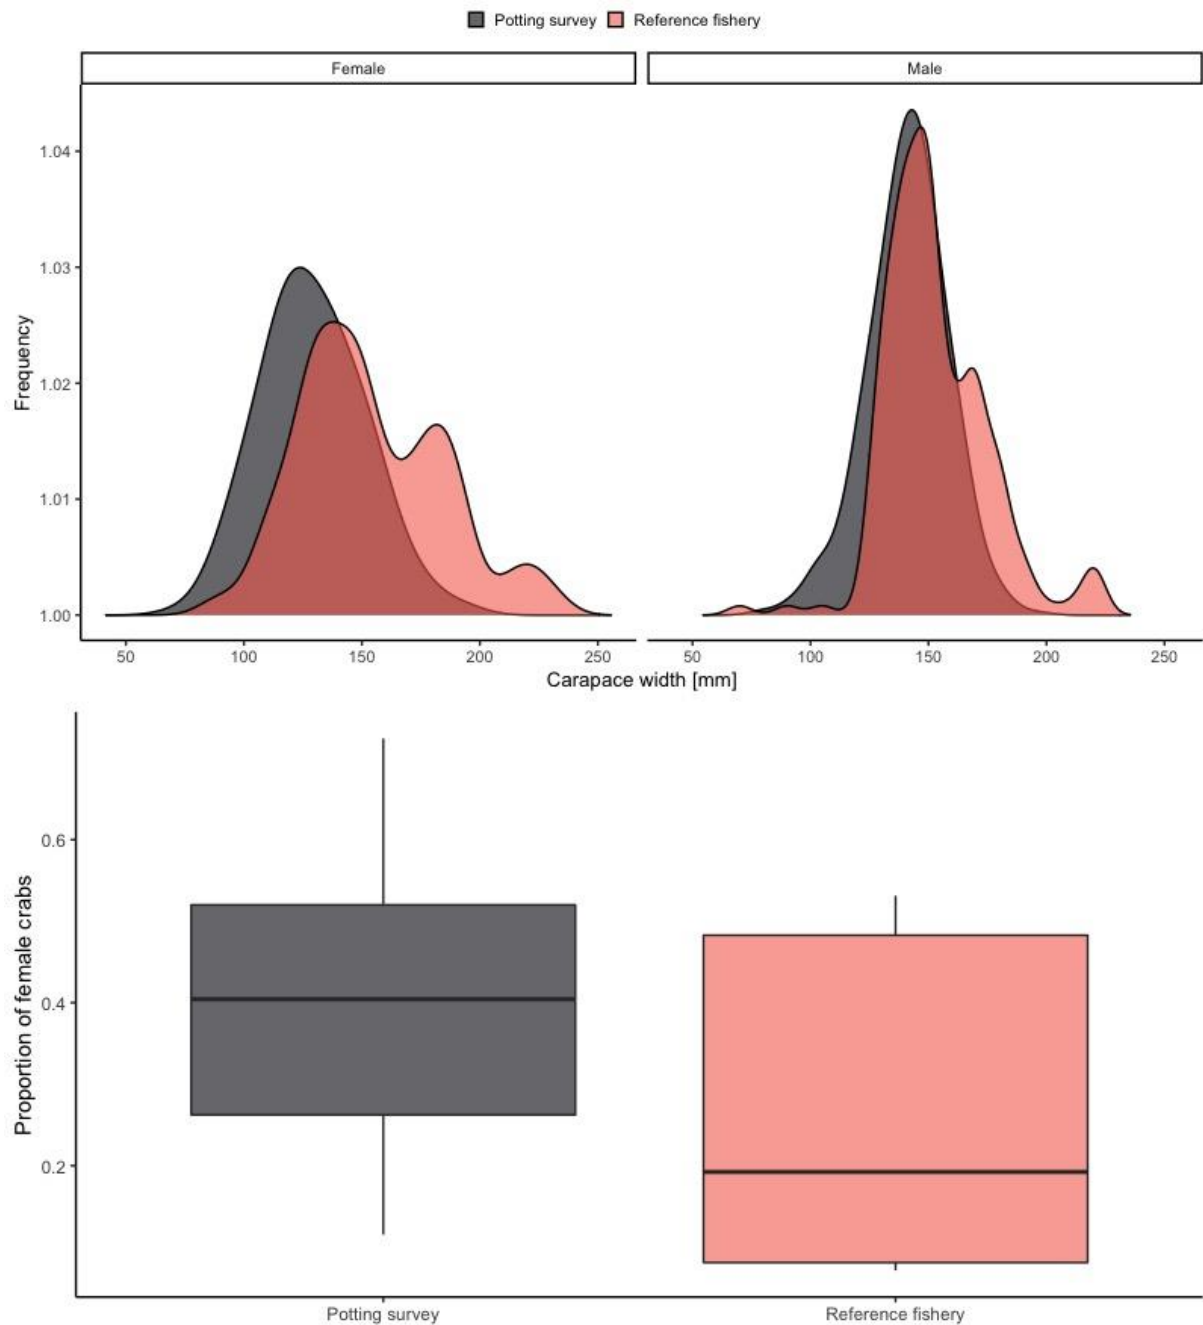 Potting survey Reference fishery
Female Male
Frequency
1.04
1.03
1.02
1.01
1.00
50 100 150 200 250 50 100 150 200 250
Carapace width [mm]
Proportion of female crabs
0.6
0.4
0.2
Potting survey Reference fishery